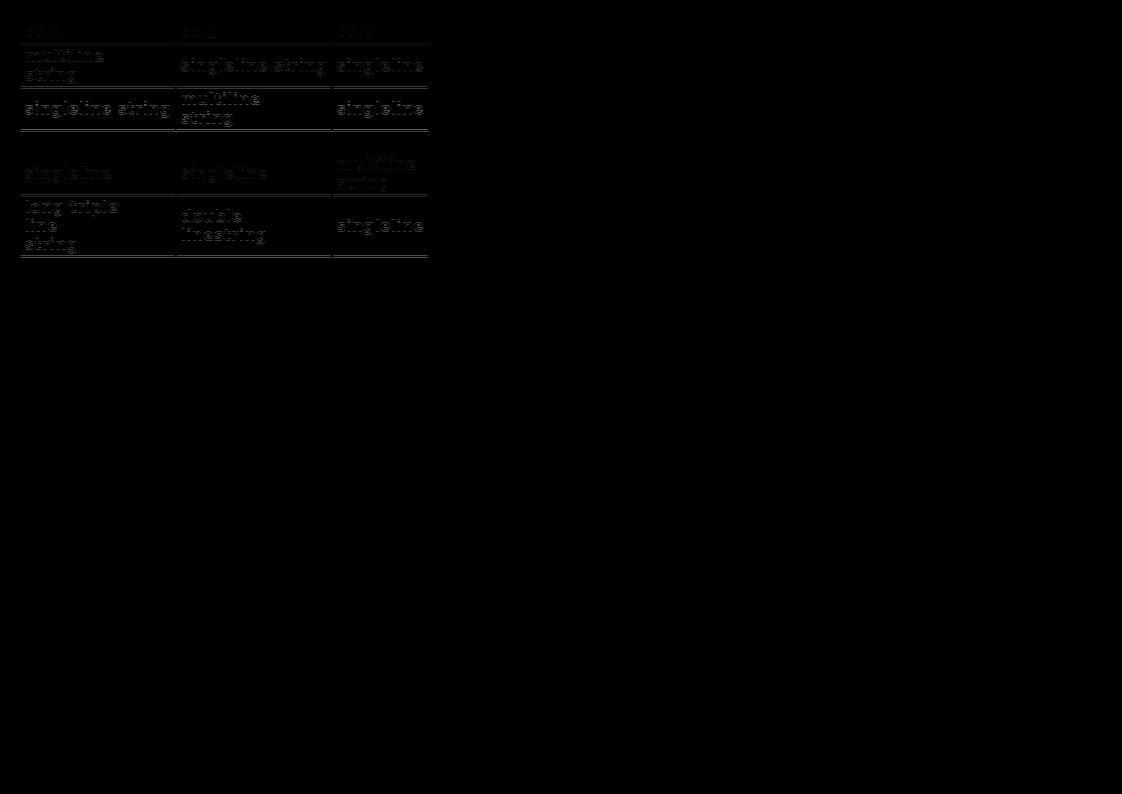 col1 col2 col3
multiline
string
singleline string singleline
singleline string
multiline
string
singleline
singleline singleline
multiline
string
long triple
line
string
double
linestring
singleline